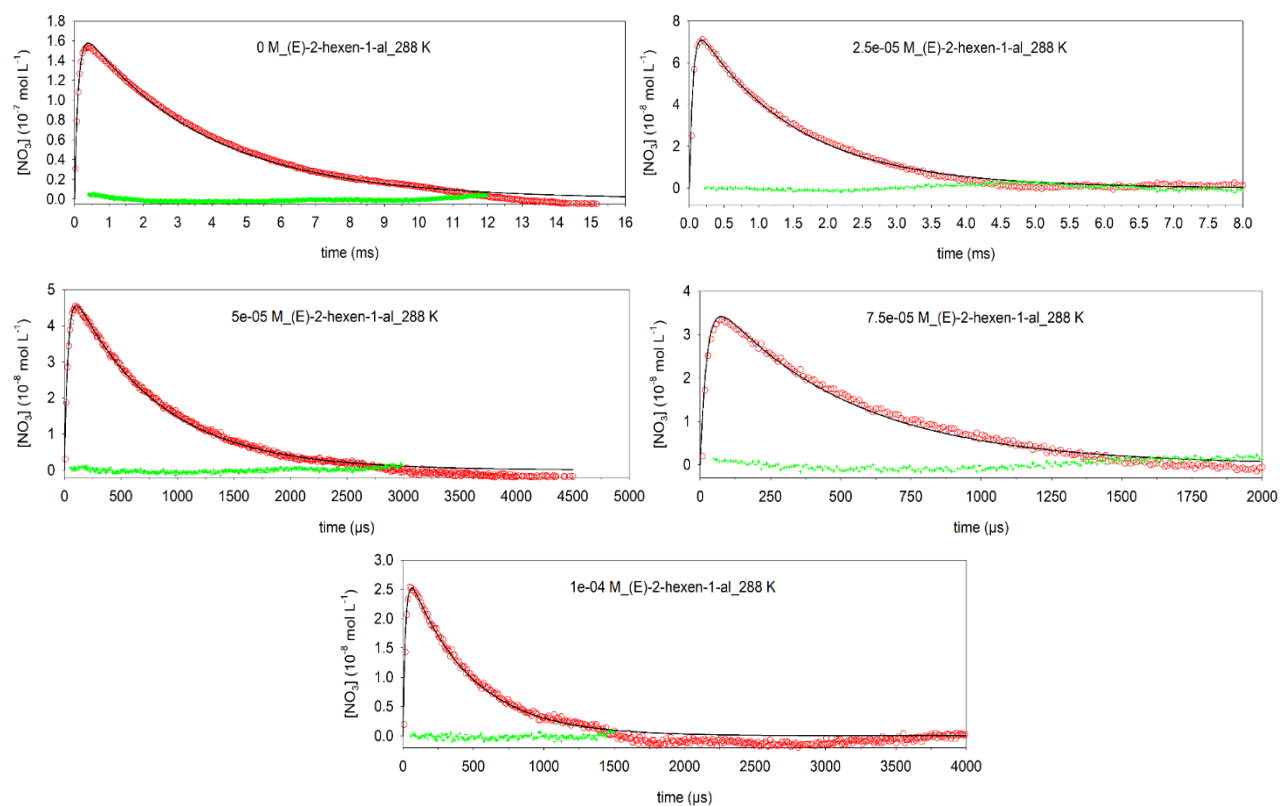 0 M_(E)-2-hexen-1-al_288 K
[NO₃] (10⁻⁷ mol L⁻¹)
1.8
1.6
1.4
1.2
1.0
0.8
0.6
0.4
0.2
0.0
0 1 2 3 4 5 6 7 8 9 10 11 12 13 14 15 16
time (ms)
2.5e-05 M_(E)-2-hexen-1-al_288 K
[NO₃] (10⁻⁸ mol L⁻¹)
8
6
4
2
0
0.0 0.5 1.0 1.5 2.0 2.5 3.0 3.5 4.0 4.5 5.0 5.5 6.0 6.5 7.0 7.5 8.0
time (ms)
5e-05 M_(E)-2-hexen-1-al_288 K
[NO₃] (10⁻⁸ mol L⁻¹)
5
4
3
2
1
0
0 500 1000 1500 2000 2500 3000 3500 4000 4500 5000
time (µs)
7.5e-05 M_(E)-2-hexen-1-al_288 K
[NO₃] (10⁻⁸ mol L⁻¹)
4
3
2
1
0
0 250 500 750 1000 1250 1500 1750 2000
time (µs)
1e-04 M_(E)-2-hexen-1-al_288 K
[NO₃] (10⁻⁸ mol L⁻¹)
3.0
2.5
2.0
1.5
1.0
0.5
0.0
0 500 1000 1500 2000 2500 3000 3500 4000
time (µs)